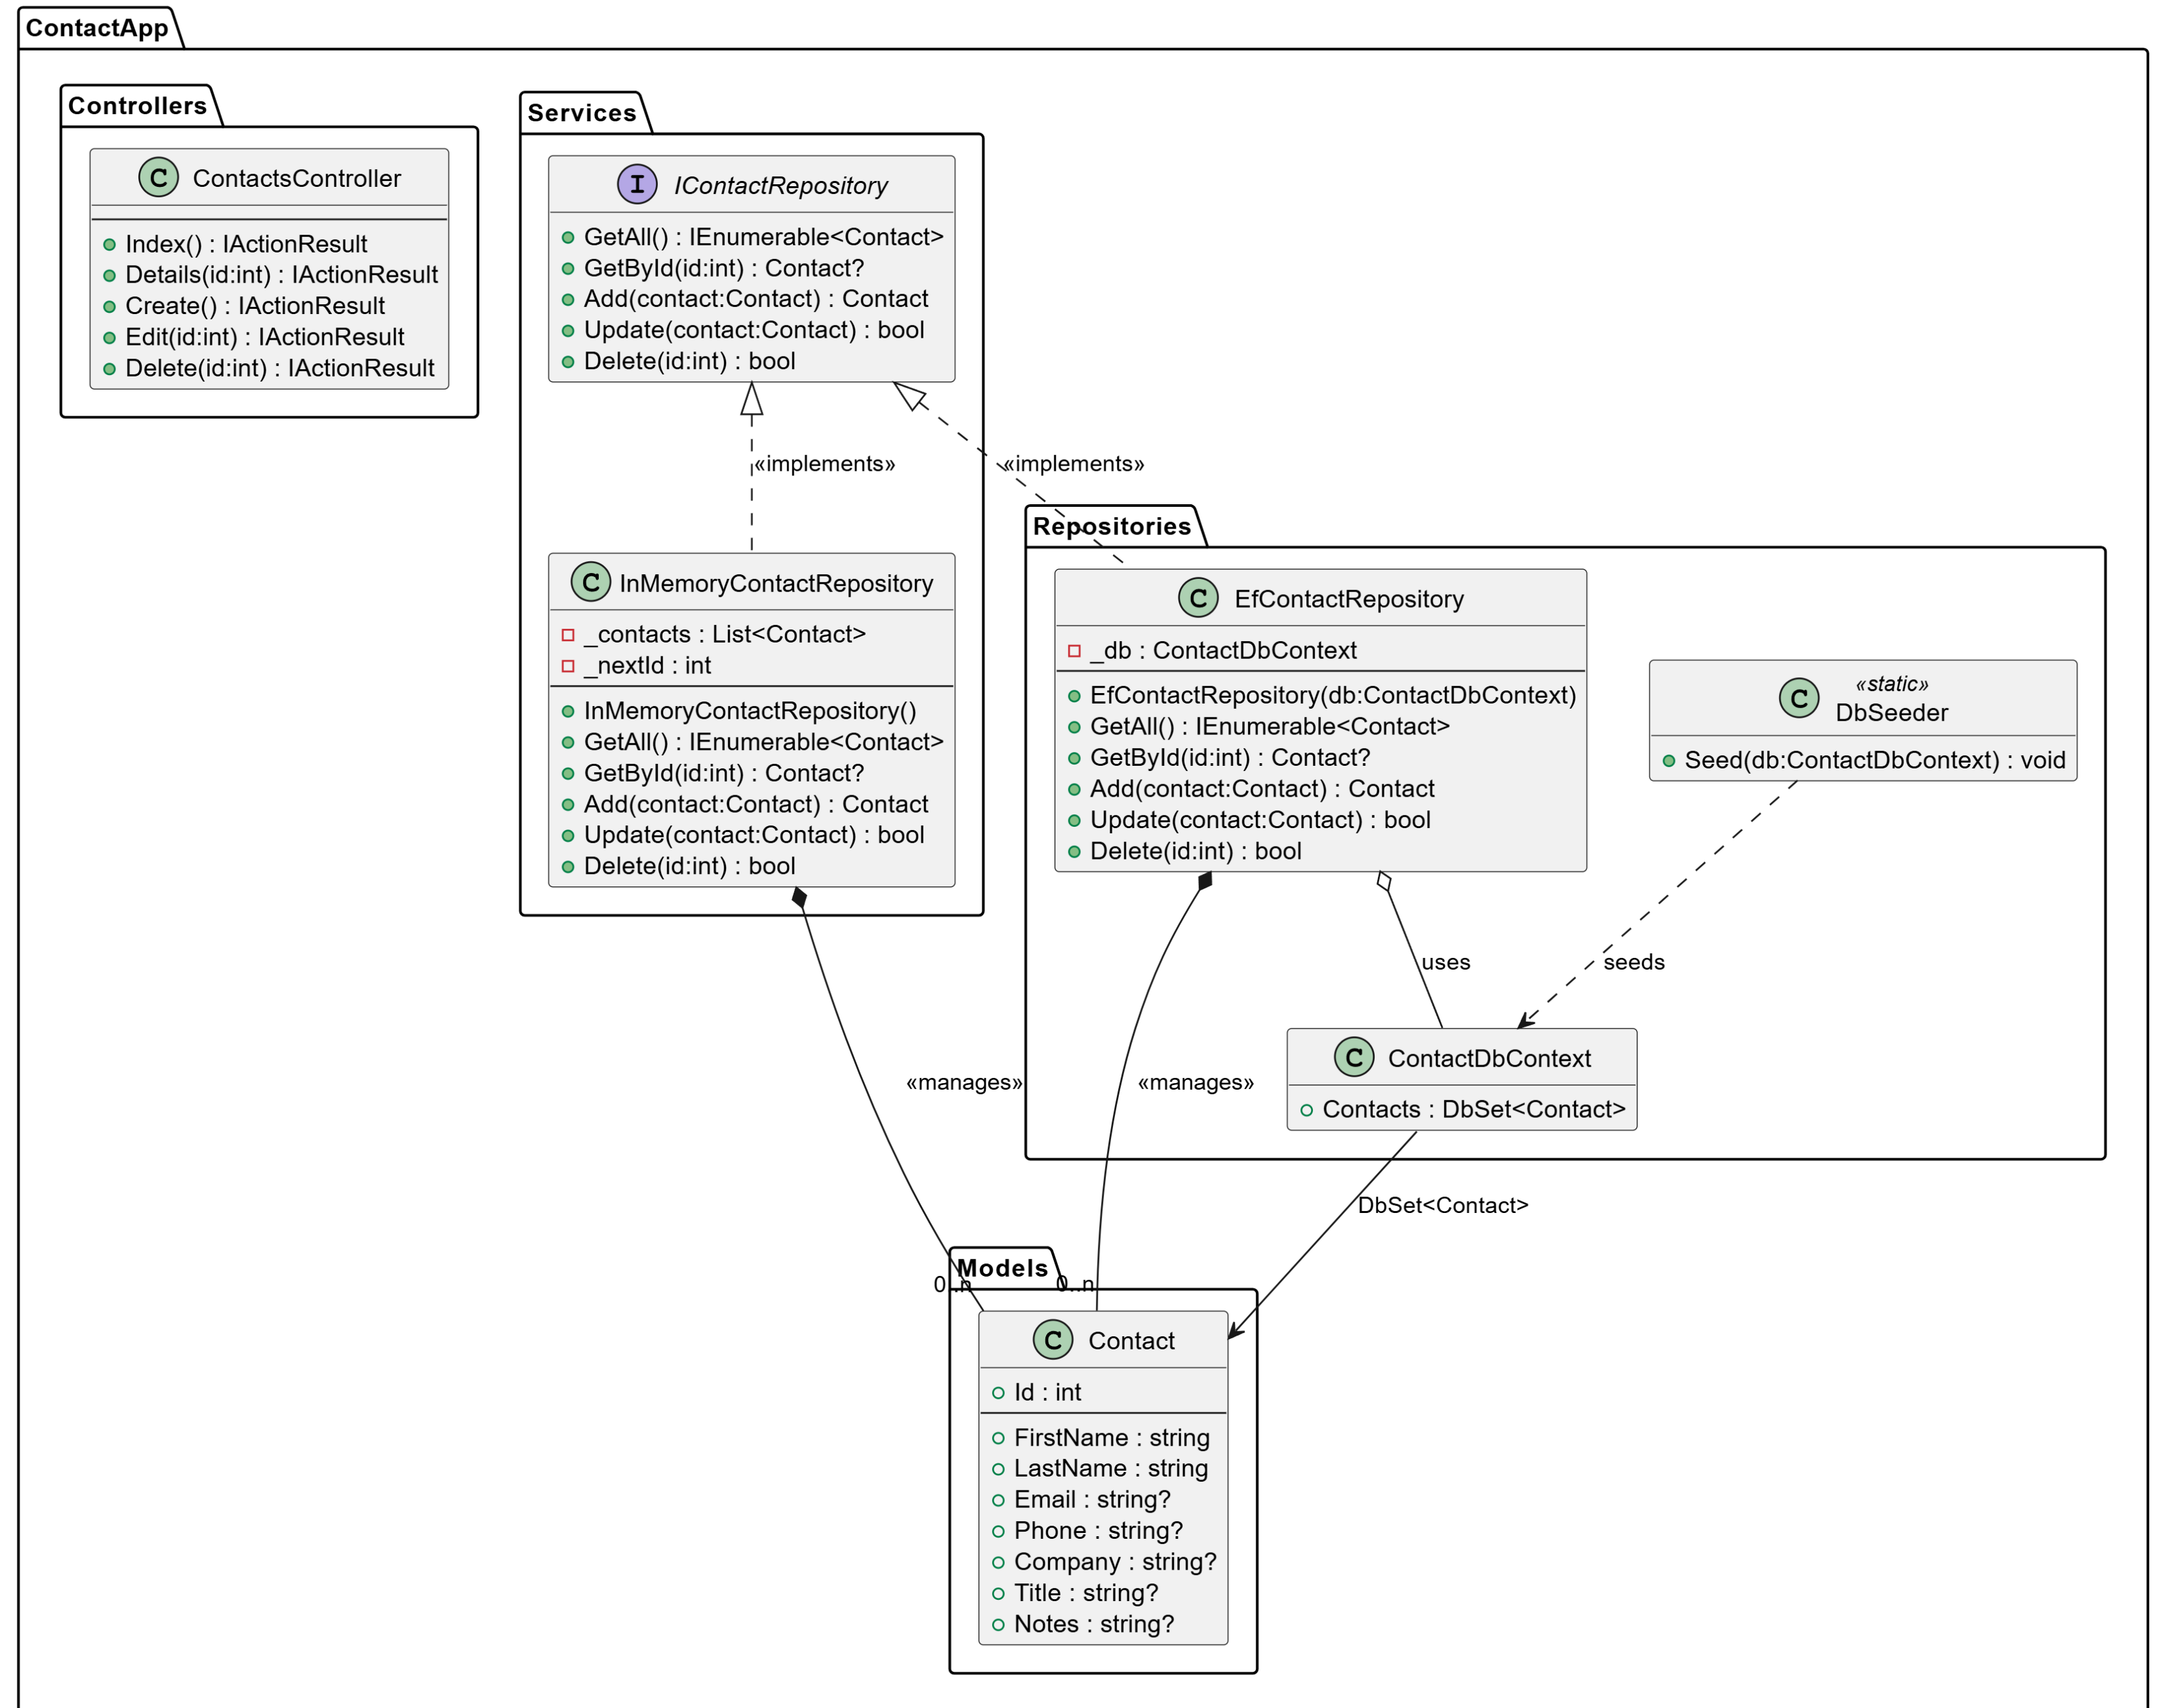 ContactApp
Controllers
C ContactsController
Index() : IActionResult
Details(id:int) : IActionResult
Create() : IActionResult
Edit(id:int) : IActionResult
Delete(id:int) : IActionResult
Services
I IContactRepository
GetAll() : IEnumerable<Contact>
GetById(id:int) : Contact?
Add(contact:Contact) : Contact
Update(contact:Contact) : bool
Delete(id:int) : bool
«implements»
«implements»
C InMemoryContactRepository
_contacts : List<Contact>
_nextId : int
InMemoryContactRepository()
GetAll() : IEnumerable<Contact>
GetById(id:int) : Contact?
Add(contact:Contact) : Contact
Update(contact:Contact) : bool
Delete(id:int) : bool
Repositories
C EfContactRepository
_db : ContactDbContext
EfContactRepository(db:ContactDbContext)
GetAll() : IEnumerable<Contact>
GetById(id:int) : Contact?
Add(contact:Contact) : Contact
Update(contact:Contact) : bool
Delete(id:int) : bool
«static»
C DbSeeder
Seed(db:ContactDbContext) : void
uses
seeds
«manages»
«manages»
C ContactDbContext
Contacts : DbSet<Contact>
DbSet<Contact>
Models
0..n
0..n
C Contact
Id : int
FirstName : string
LastName : string
Email : string?
Phone : string?
Company : string?
Title : string?
Notes : string?